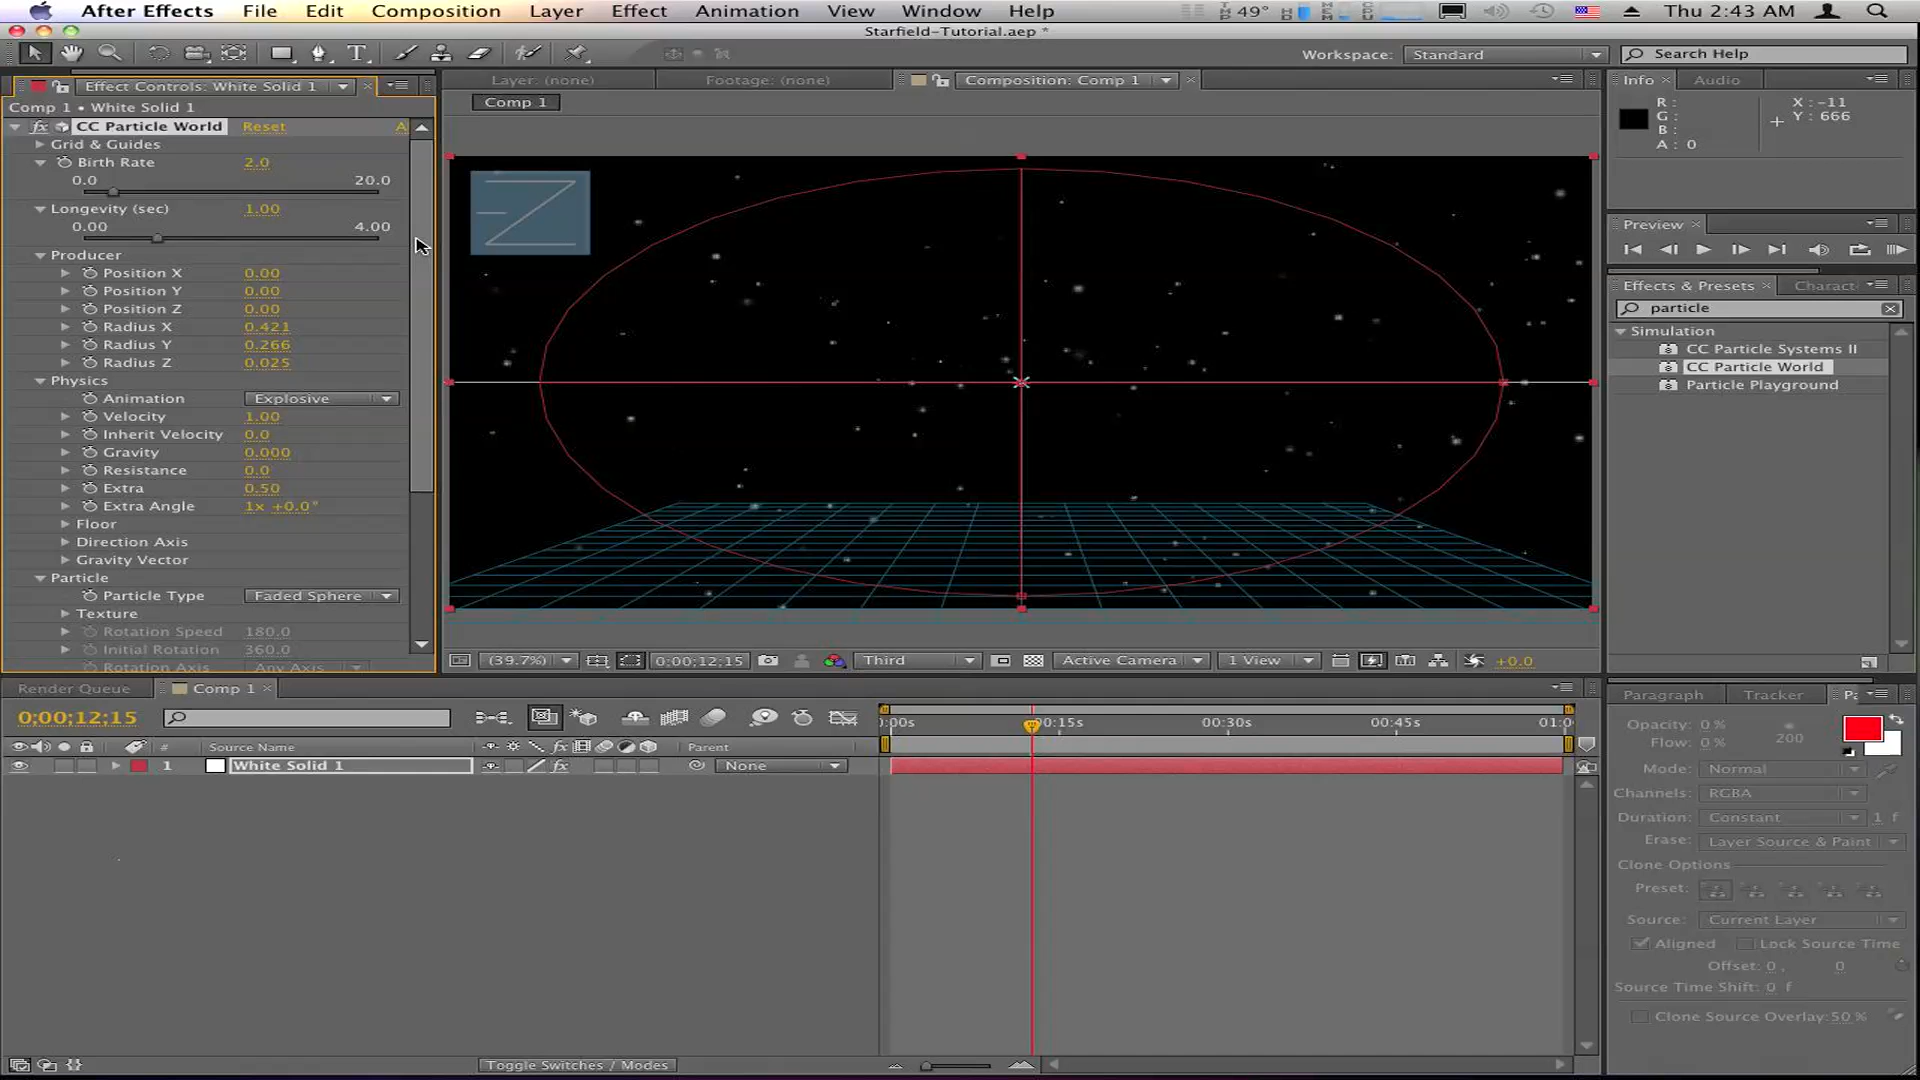 After Effects File Edit Composition Layer Effect Animation View Window Help 49° Thu 2:43 AM
Starfield-Tutorial.aep *
Workspace: Standard Search Help
Effect Controls: White Solid 1
Layer: (none) Footage: (none) Composition: Comp 1
Info Audio
Comp 1 • White Solid 1
Comp 1
R :
G :
B :
A : 0
X : -11
Y : 666
fx CC Particle World Reset A
Grid & Guides
Birth Rate 2.0
0.0 20.0
Longevity (sec) 1.00
0.00 4.00
Producer
Position X 0.00
Position Y 0.00
Position Z 0.00
Radius X 0.421
Radius Y 0.266
Radius Z 0.025
Physics
Animation Explosive
Velocity 1.00
Inherit Velocity 0.0
Gravity 0.000
Resistance 0.0
Extra 0.50
Extra Angle 1x +0.0°
Floor
Direction Axis
Gravity Vector
Particle
Particle Type Faded Sphere
Texture
Rotation Speed 180.0
Initial Rotation 360.0
Rotation Axis Any Axis
-Z
Preview
Effects & Presets Charact
particle
Simulation
CC Particle Systems II
CC Particle World
Particle Playground
(39.7%) 0;00;12;15 Third Active Camera 1 View +0.0
Render Queue Comp 1
0;00;12;15
:00s 00:15s 00:30s 00:45s 01:0
# Source Name fx Parent
1 White Solid 1 fx None
Toggle Switches / Modes
Paragraph Tracker Pa
Opacity: 0 %
Flow: 0 %
200
Mode: Normal
Channels: RGBA
Duration: Constant 1 f
Erase: Layer Source & Paint
Clone Options
Preset:
Source: Current Layer
Aligned Lock Source Time
Offset: 0 , 0
Source Time Shift: 0 f
Clone Source Overlay: 50 %